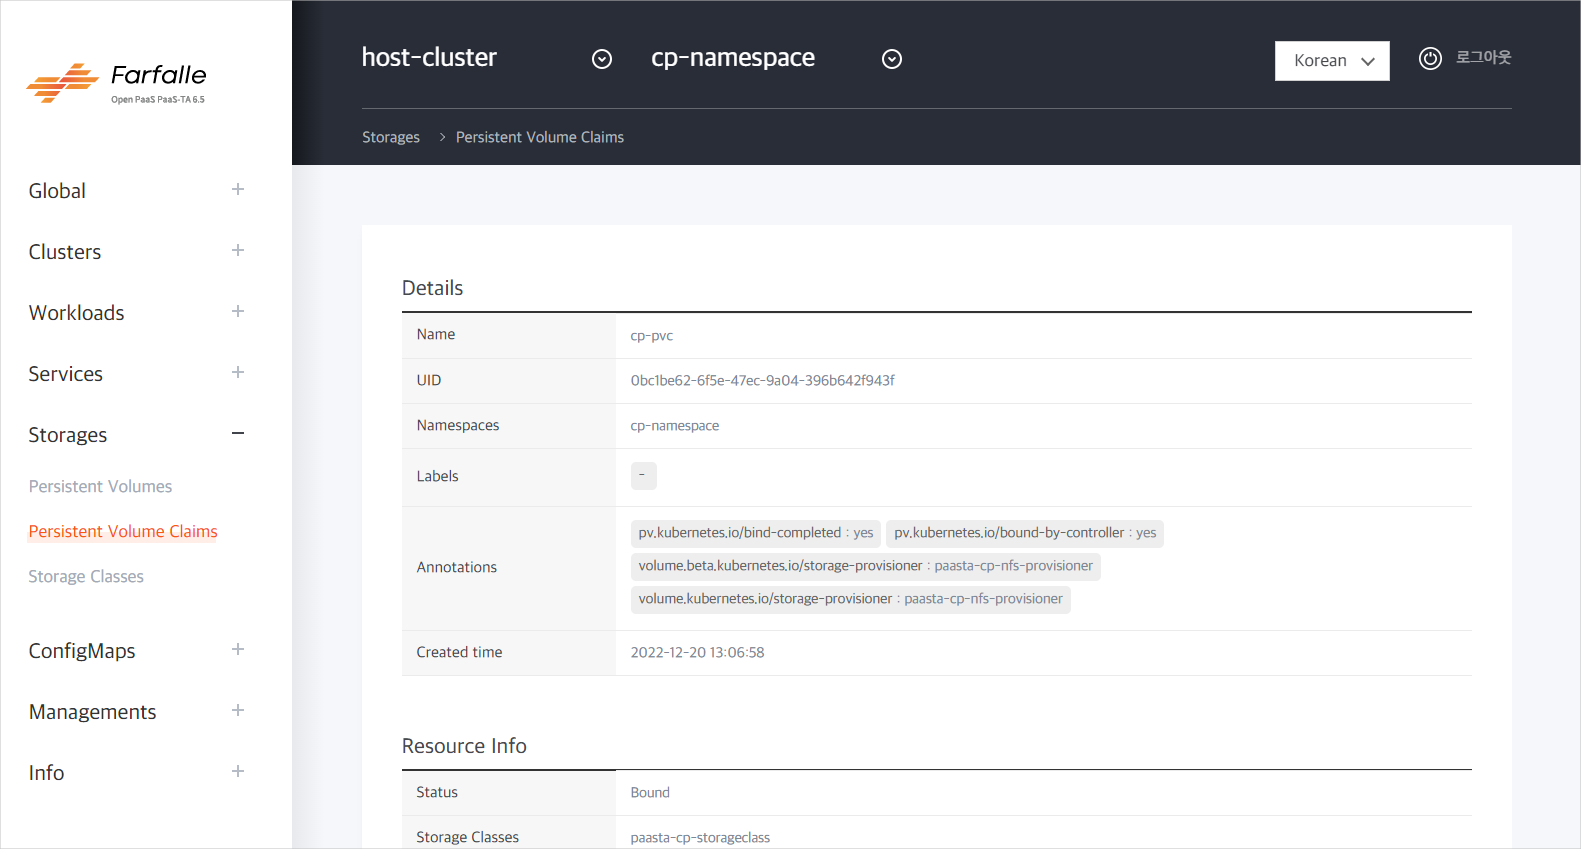 Farfalle
Open PaaS PaaS-TA 6.5
Global
Clusters
Workloads
Services
Storages
Persistent Volumes
Persistent Volume Claims
Storage Classes
ConfigMaps
Managements
Info
host-cluster
cp-namespace
Korean
로그아웃
Storages > Persistent Volume Claims
Details
Name cp-pvc
UID 0bc1be62-6f5e-47ec-9a04-396b642f943f
Namespaces cp-namespace
Labels -
Annotations
pv.kubernetes.io/bind-completed : yes pv.kubernetes.io/bound-by-controller : yes
volume.beta.kubernetes.io/storage-provisioner : paasta-cp-nfs-provisioner
volume.kubernetes.io/storage-provisioner : paasta-cp-nfs-provisioner
Created time 2022-12-20 13:06:58
Resource Info
Status Bound
Storage Classes paasta-cp-storageclass